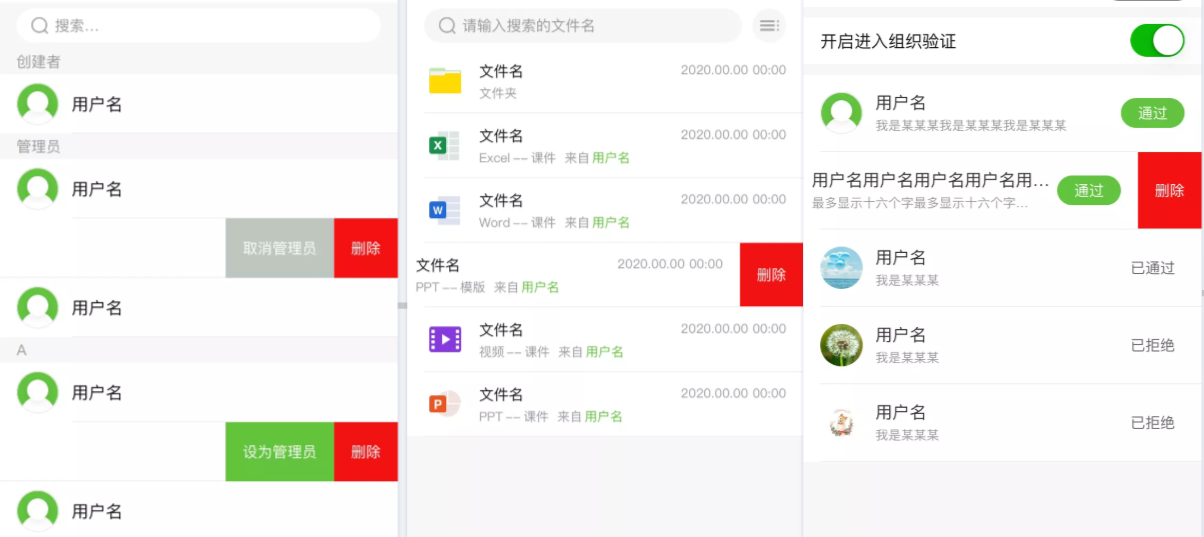 搜索...
创建者
用户名
管理员
用户名
取消管理员 删除
用户名
A
用户名
设为管理员 删除
用户名
请输入搜索的文件名
文件名 2020.00.00 00:00
文件夹
X
文件名 2020.00.00 00:00
Excel -- 课件 来自用户名
W
文件名 2020.00.00 00:00
Word -- 课件 来自用户名
文件名 2020.00.00 00:00
PPT -- 模版 来自用户名
删除
文件名 2020.00.00 00:00
视频 -- 课件 来自用户名
P
文件名 2020.00.00 00:00
PPT -- 课件 来自用户名
开启进入组织验证
用户名
我是某某某我是某某某我是某某某
通过
用户名用户名用户名用户名用...
最多显示十六个字最多显示十六个字...
通过 删除
用户名
我是某某某
已通过
用户名
我是某某某
已拒绝
用户名
我是某某某
已拒绝